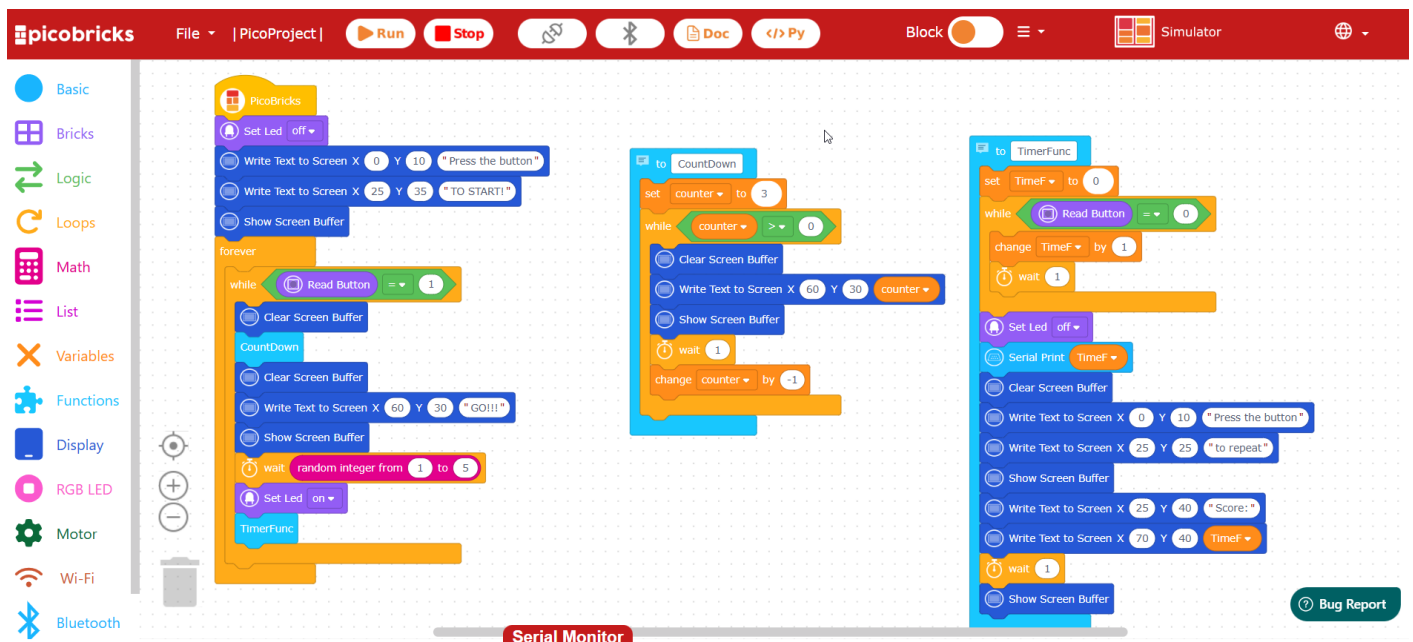 picobricks File |PicoProject| Run Stop Doc </> Py Block Simulator
Basic
Bricks
Logic
Loops
Math
List
Variables
Functions
Display
RGB LED
Motor
Wi-Fi
Bluetooth
PicoBricks
Set Led off
Write Text to Screen X 0 Y 10 "Press the button"
Write Text to Screen X 25 Y 35 "TO START!"
Show Screen Buffer
forever
while Read Button = 1
Clear Screen Buffer
CountDown
Clear Screen Buffer
Write Text to Screen X 60 Y 30 "GO!!!"
Show Screen Buffer
wait random integer from 1 to 5
Set Led on
TimerFunc
to CountDown
set counter to 3
while counter > 0
Clear Screen Buffer
Write Text to Screen X 60 Y 30 counter
Show Screen Buffer
wait 1
change counter by -1
to TimerFunc
set TimeF to 0
while Read Button = 0
change TimeF by 1
wait 1
Set Led off
Serial Print TimeF
Clear Screen Buffer
Write Text to Screen X 0 Y 10 "Press the button"
Write Text to Screen X 25 Y 25 "to repeat"
Show Screen Buffer
Write Text to Screen X 25 Y 40 "Score:"
Write Text to Screen X 70 Y 40 TimeF
wait 1
Show Screen Buffer
Bug Report
Serial Monitor